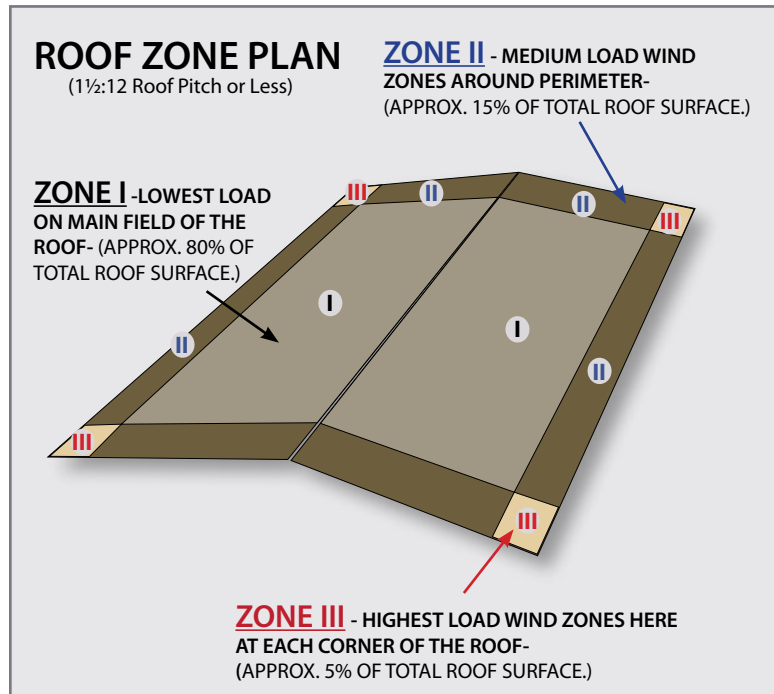 ROOF ZONE PLAN
(1½:12 Roof Pitch or Less)
ZONE II - MEDIUM LOAD WIND
ZONES AROUND PERIMETER-
(APPROX. 15% OF TOTAL ROOF SURFACE.)
ZONE I -LOWEST LOAD
ON MAIN FIELD OF THE
ROOF- (APPROX. 80% OF
TOTAL ROOF SURFACE.)
III
II
II
III
I
I
II
II
III
III
ZONE III - HIGHEST LOAD WIND ZONES HERE
AT EACH CORNER OF THE ROOF-
(APPROX. 5% OF TOTAL ROOF SURFACE.)